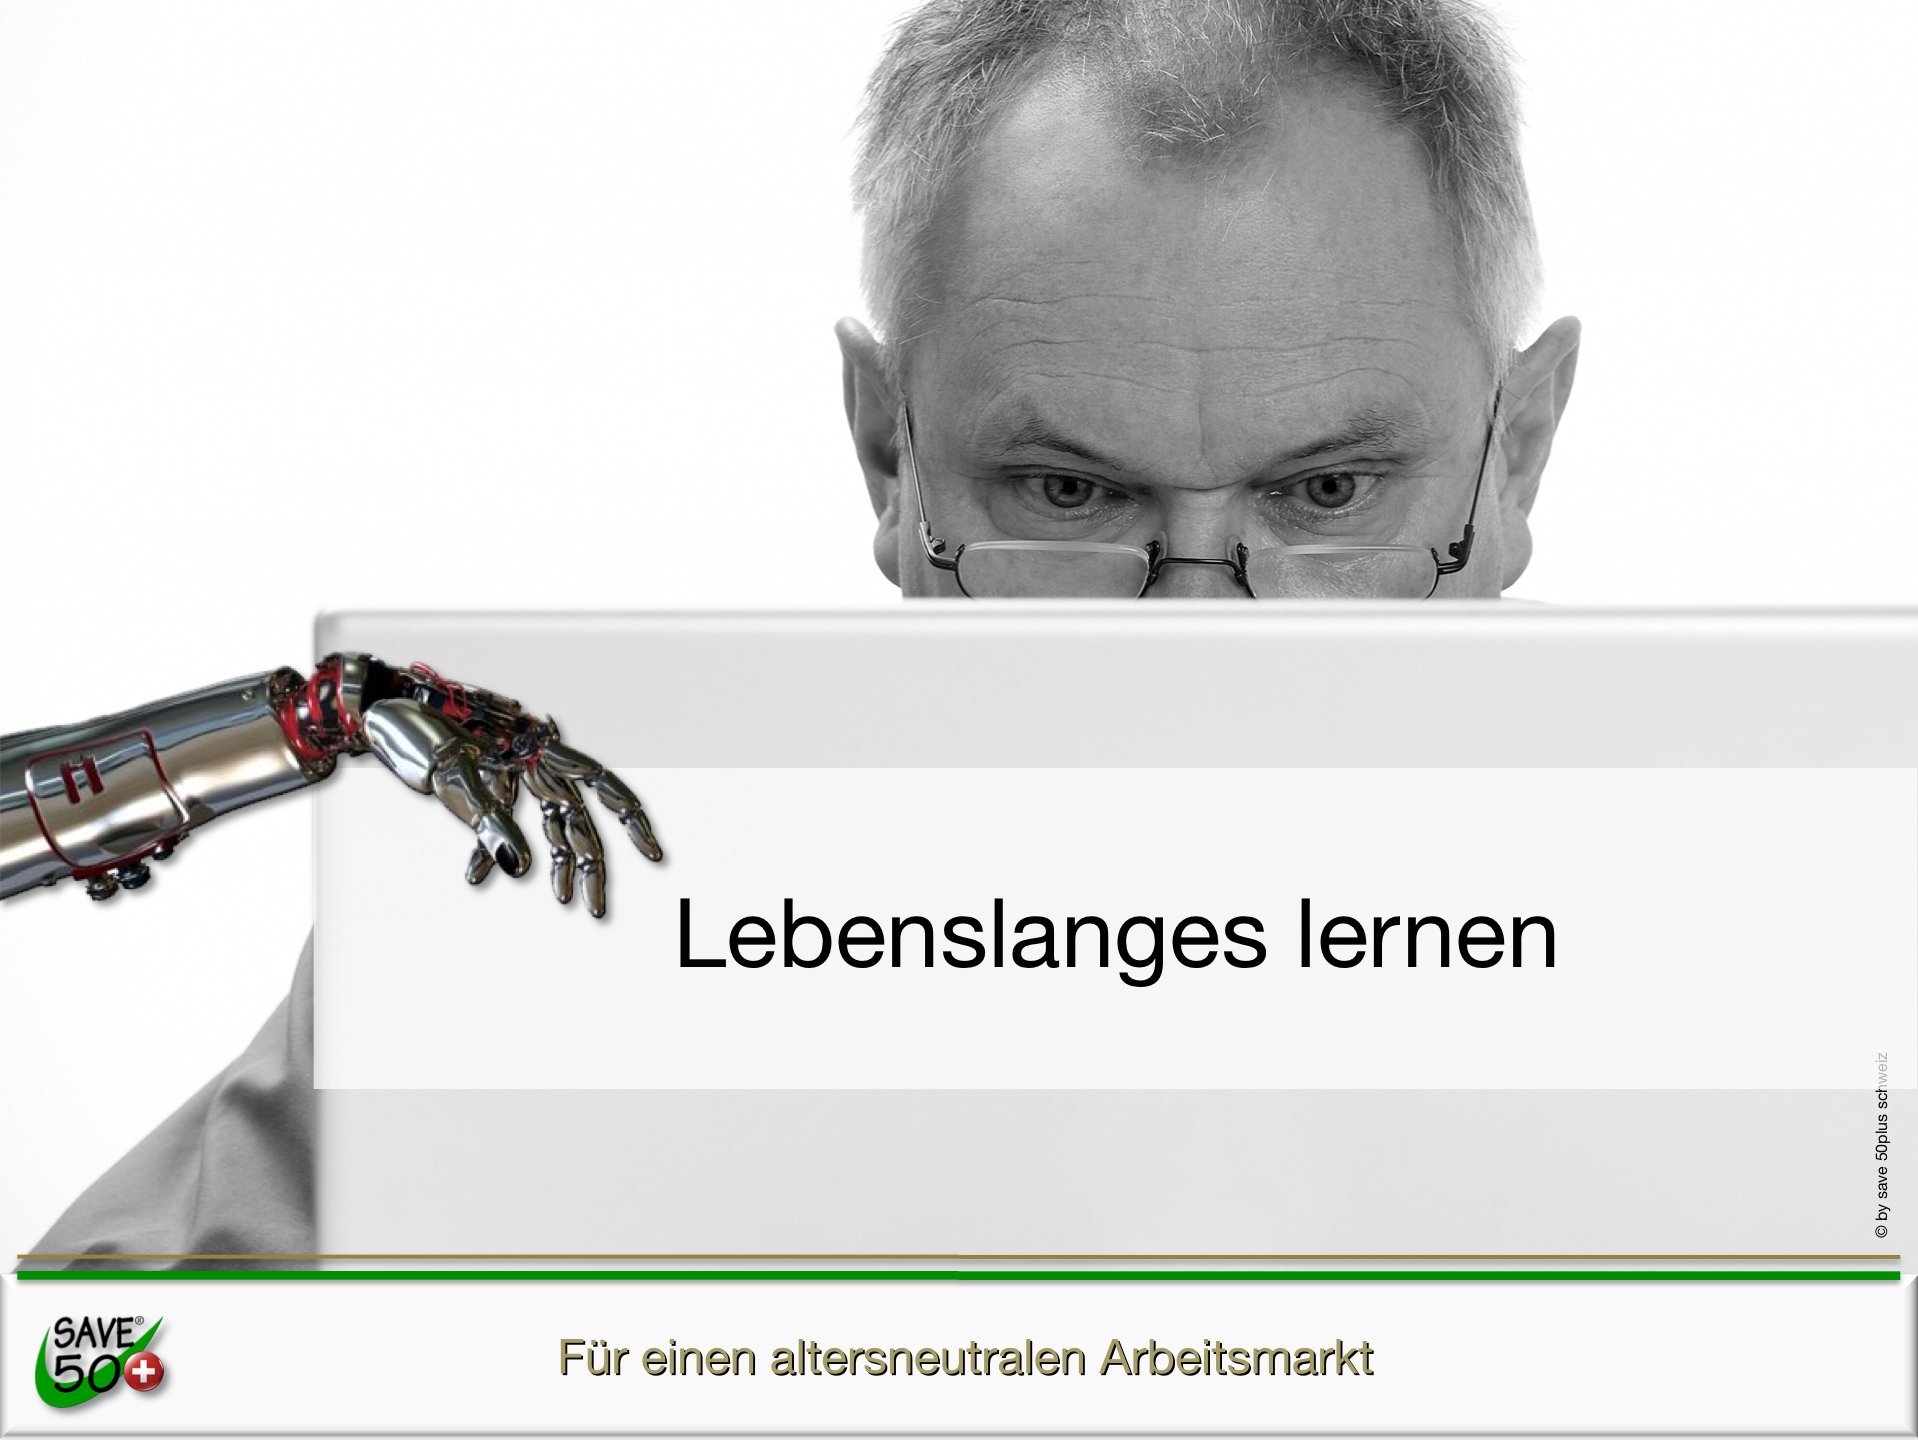 Lebenslanges lernen
© by save 50plus schweiz
SAVE®
50+
Für einen altersneutralen Arbeitsmarkt